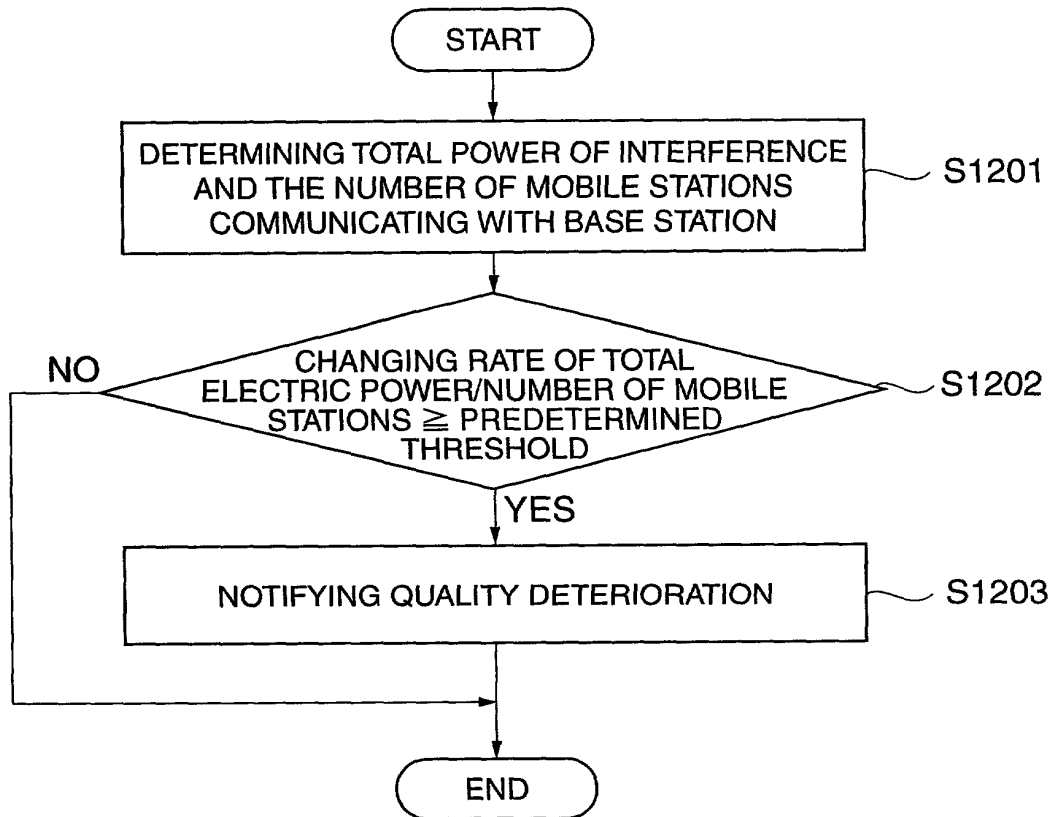 START
DETERMINING TOTAL POWER OF INTERFERENCE
AND THE NUMBER OF MOBILE STATIONS
COMMUNICATING WITH BASE STATION
S1201
NO
CHANGING RATE OF TOTAL
ELECTRIC POWER/NUMBER OF MOBILE
STATIONS ≧ PREDETERMINED
THRESHOLD
S1202
YES
NOTIFYING QUALITY DETERIORATION
S1203
END